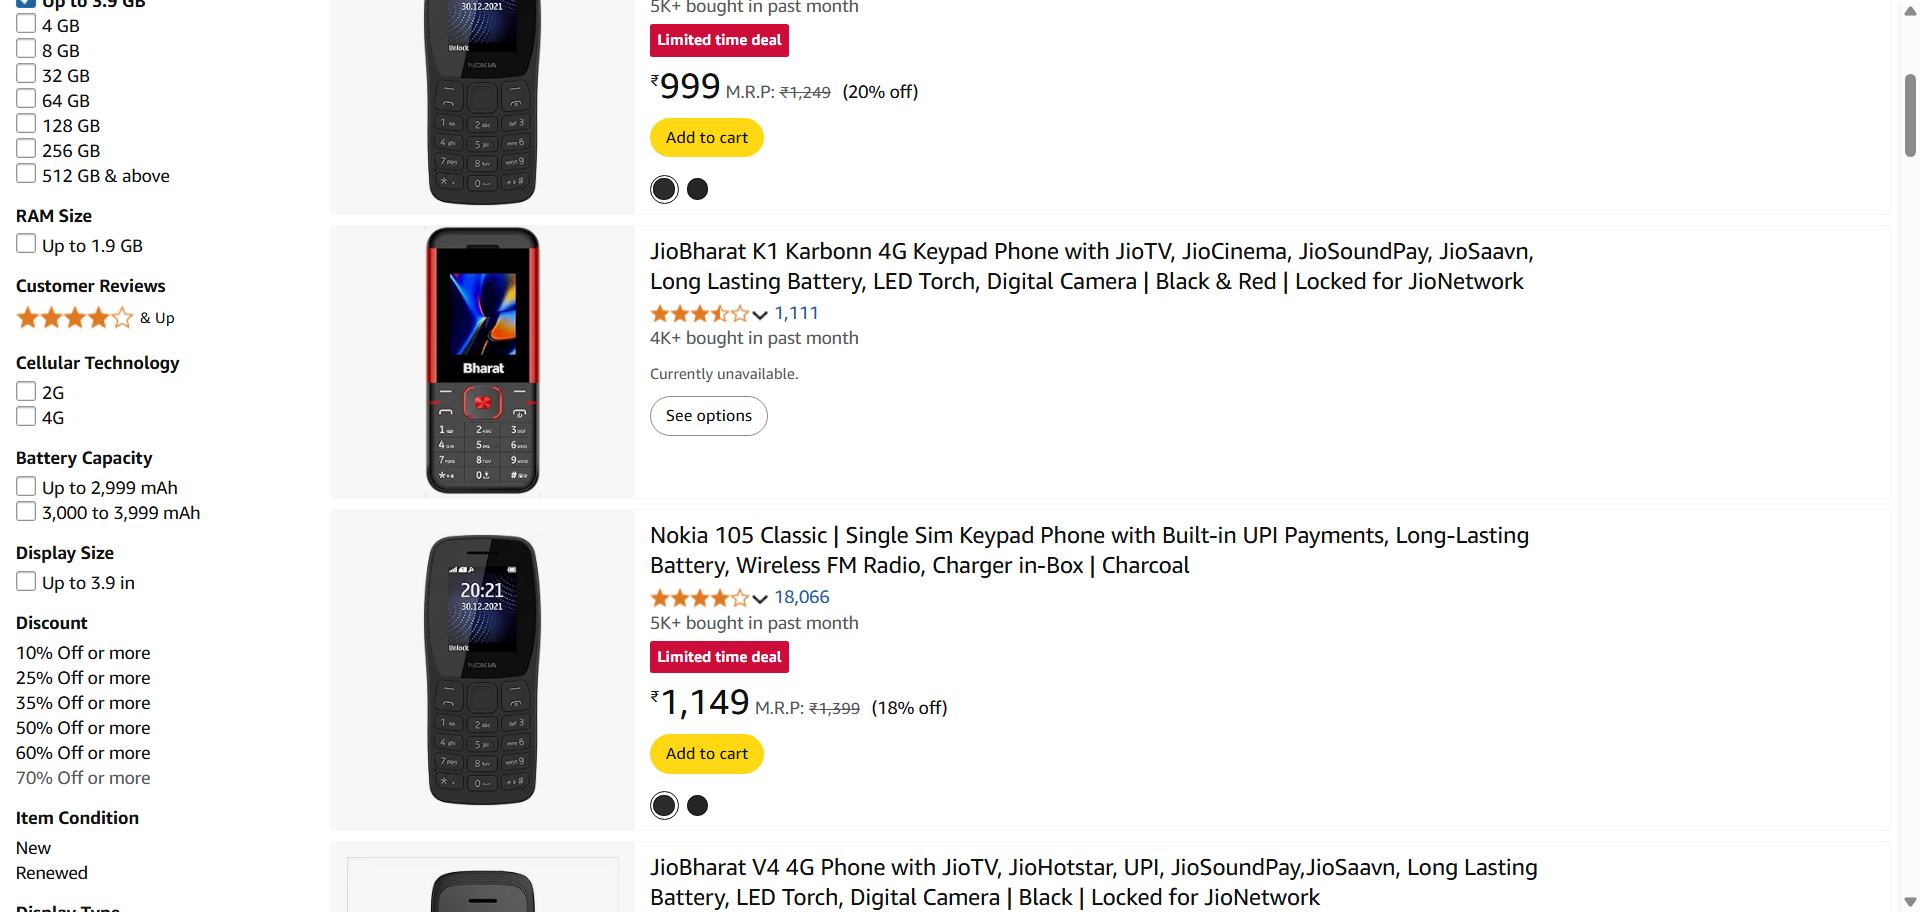 Up to 3.9 GB
4 GB
8 GB
32 GB
64 GB
128 GB
256 GB
512 GB & above
RAM Size
Up to 1.9 GB
Customer Reviews
& Up
Cellular Technology
2G
4G
Battery Capacity
Up to 2,999 mAh
3,000 to 3,999 mAh
Display Size
Up to 3.9 in
Discount
10% Off or more
25% Off or more
35% Off or more
50% Off or more
60% Off or more
70% Off or more
Item Condition
New
Renewed
Display Type
30.12.2021
Unlock
NOKIA
5K+ bought in past month
Limited time deal
₹999 M.R.P: ₹1,249 (20% off)
Add to cart
Bharat
JioBharat K1 Karbonn 4G Keypad Phone with JioTV, JioCinema, JioSoundPay, JioSaavn,
Long Lasting Battery, LED Torch, Digital Camera | Black & Red | Locked for JioNetwork
1,111
4K+ bought in past month
Currently unavailable.
See options
20:21
30.12.2021
Unlock
NOKIA
Nokia 105 Classic | Single Sim Keypad Phone with Built-in UPI Payments, Long-Lasting
Battery, Wireless FM Radio, Charger in-Box | Charcoal
18,066
5K+ bought in past month
Limited time deal
₹1,149 M.R.P: ₹1,399 (18% off)
Add to cart
JioBharat V4 4G Phone with JioTV, JioHotstar, UPI, JioSoundPay,JioSaavn, Long Lasting
Battery, LED Torch, Digital Camera | Black | Locked for JioNetwork